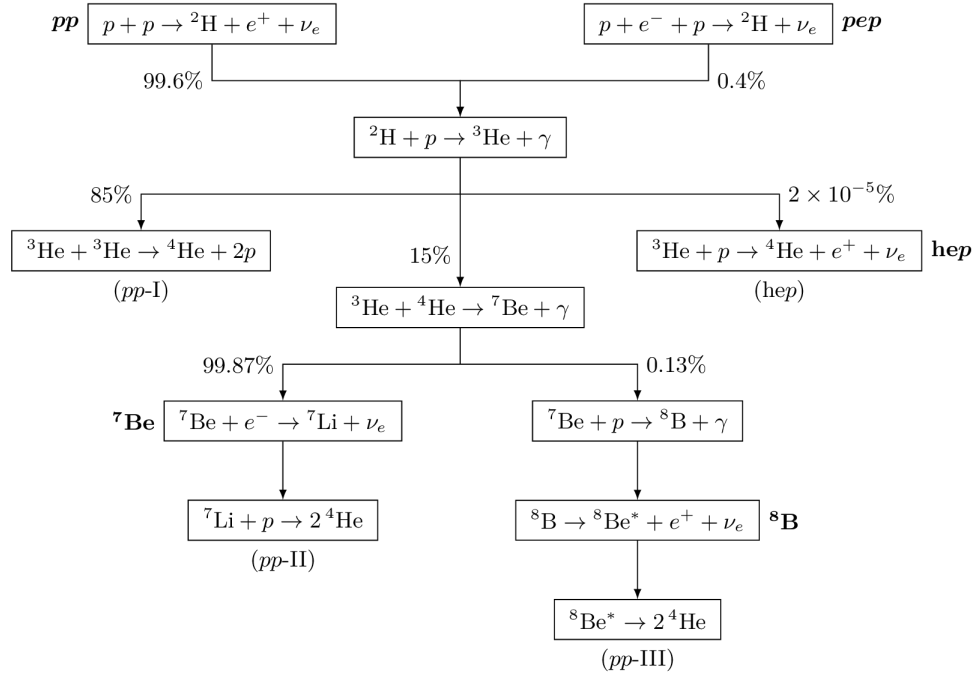 pp p + p → ²H + e⁺ + νₑ p + e⁻ + p → ²H + νₑ pep
99.6% 0.4%
²H + p → ³He + γ
85% 2 × 10⁻⁵%
³He + ³He → ⁴He + 2p 15% ³He + p → ⁴He + e⁺ + νₑ hep
(pp-I) (hep)
³He + ⁴He → ⁷Be + γ
99.87% 0.13%
⁷Be ⁷Be + e⁻ → ⁷Li + νₑ ⁷Be + p → ⁸B + γ
⁷Li + p → 2 ⁴He ⁸B → ⁸Be* + e⁺ + νₑ ⁸B
(pp-II)
⁸Be* → 2 ⁴He
(pp-III)